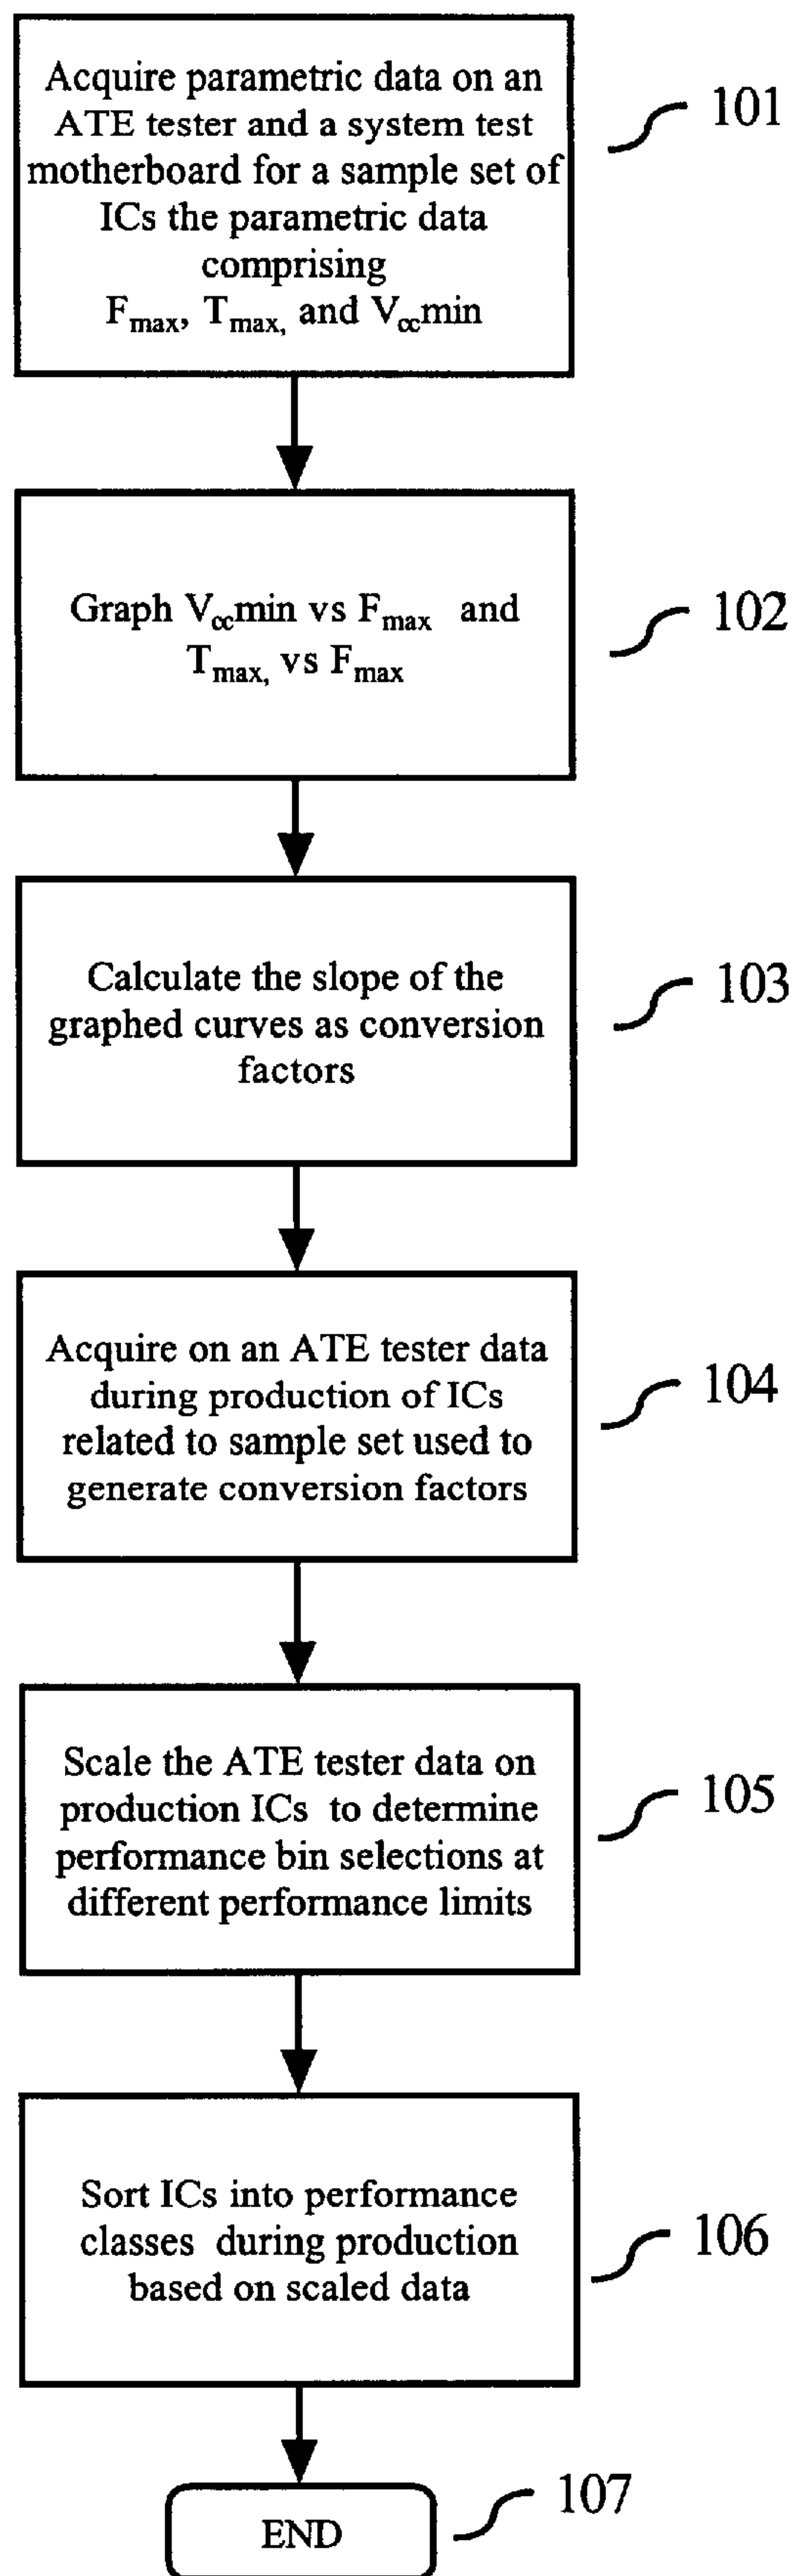 Acquire parametric data on an
ATE tester and a system test
motherboard for a sample set of
ICs the parametric data
comprising
Fmax, Tmax, and Vccmin
101
Graph Vccmin vs Fmax and
Tmax, vs Fmax
102
Calculate the slope of the
graphed curves as conversion
factors
103
Acquire on an ATE tester data
during production of ICs
related to sample set used to
generate conversion factors
104
Scale the ATE tester data on
production ICs to determine
performance bin selections at
different performance limits
105
Sort ICs into performance
classes during production
based on scaled data
106
END
107